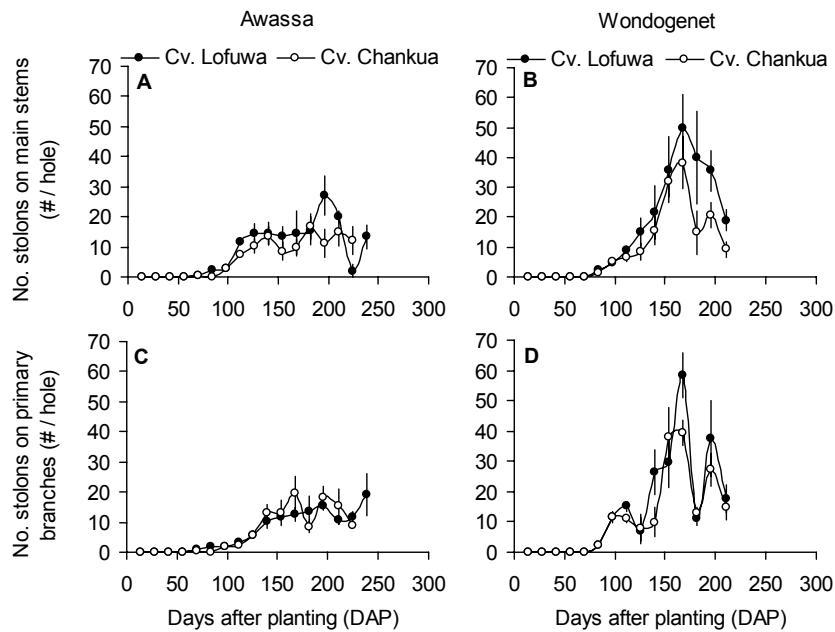 Awassa
Wondogenet
Cv. Lofuwa Cv. Chankua
Cv. Lofuwa Cv. Chankua
No. stolons on main stems
(# / hole)
A
70
60
50
40
30
20
10
0
0 50 100 150 200 250 300
B
70
60
50
40
30
20
10
0
0 50 100 150 200 250 300
No. stolons on primary
branches (# / hole)
C
70
60
50
40
30
20
10
0
0 50 100 150 200 250 300
Days after planting (DAP)
D
70
60
50
40
30
20
10
0
0 50 100 150 200 250 300
Days after planting (DAP)